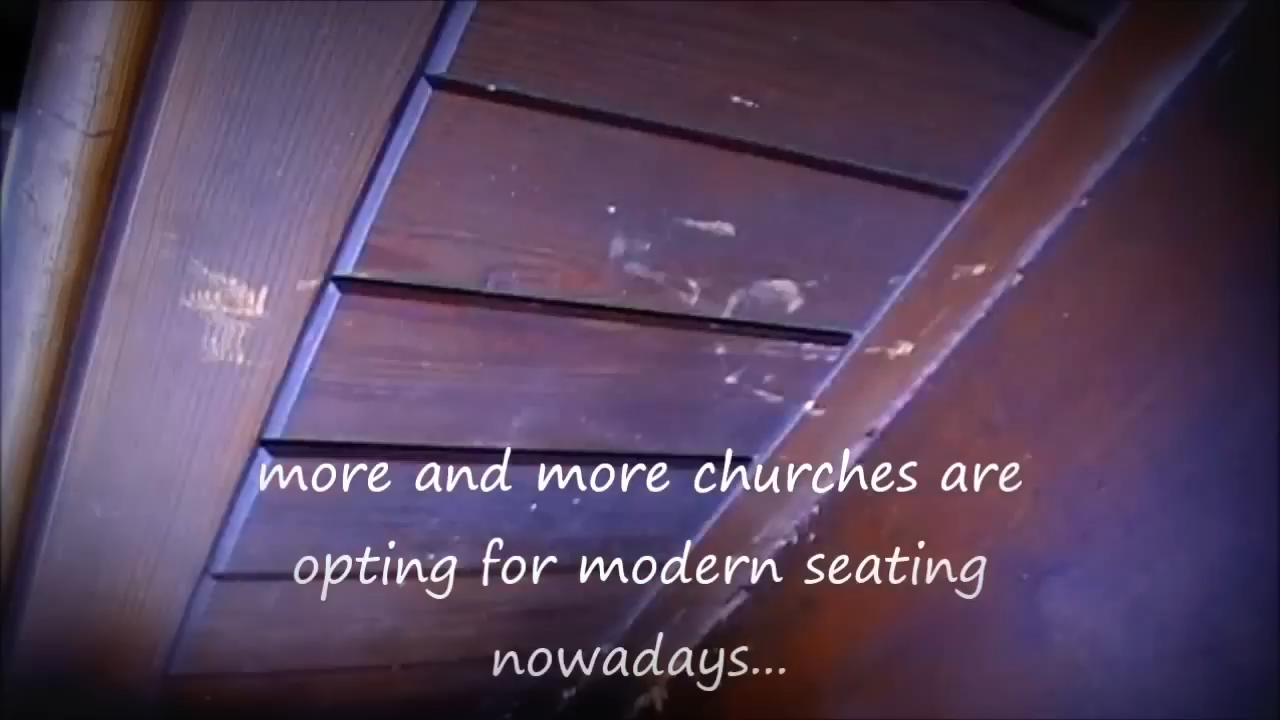 more and more churches are
opting for modern seating
nowadays...